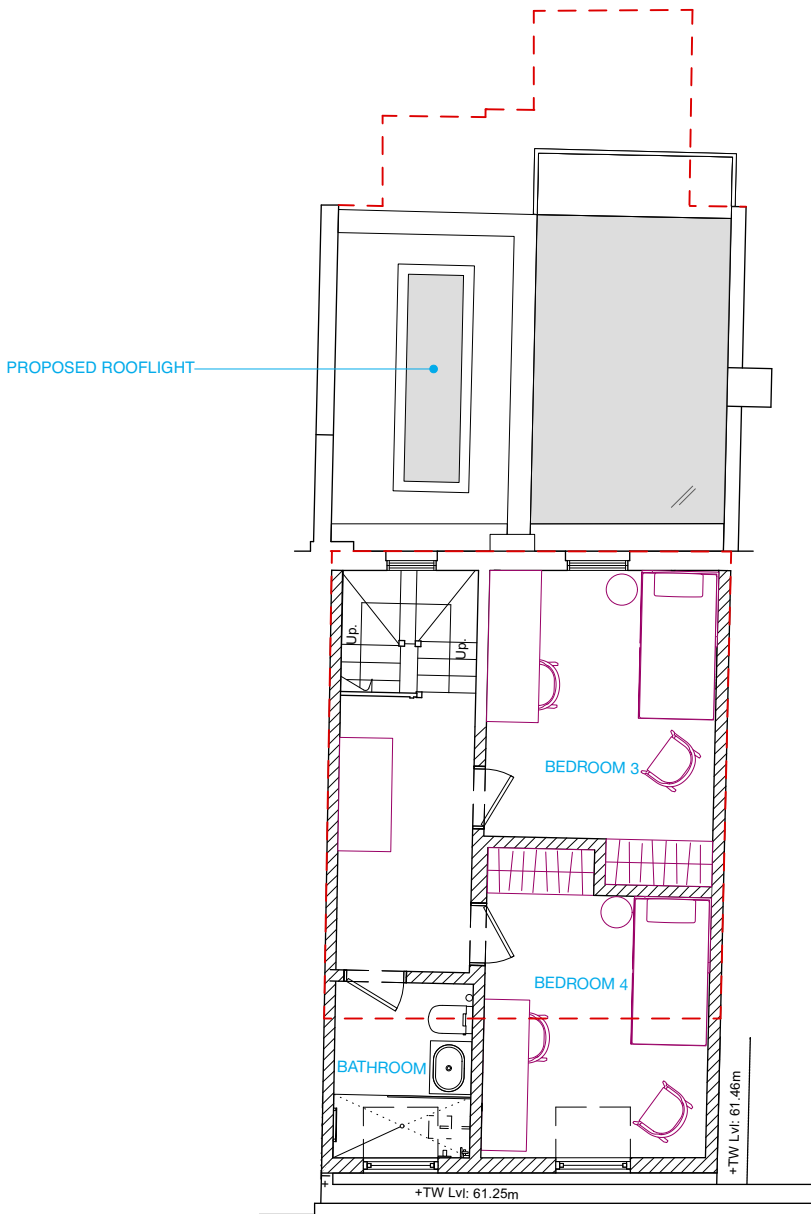 PROPOSED ROOFLIGHT
Up.
Up.
BEDROOM 3
BEDROOM 4
BATHROOM
+TW Lvl: 61.46m
+TW Lvl: 61.25m